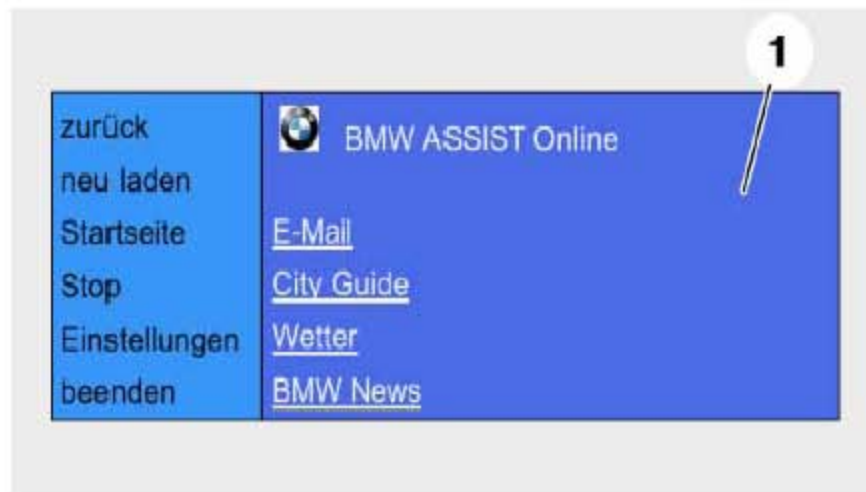 1
zurück
neu laden
Startseite
Stop
Einstellungen
beenden
BMW ASSIST Online
E-Mail
City Guide
Wetter
BMW News